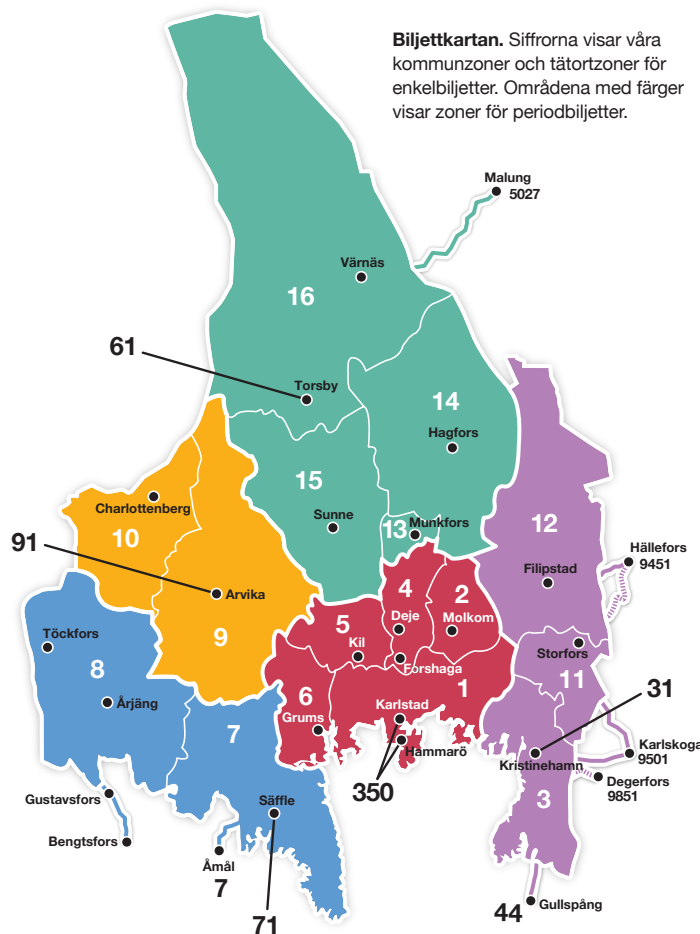 Biljettkartan. Siffrorna visar våra
kommunzoner och tätortzoner för
enkelbiljetter. Områdena med färger
visar zoner för periodbiljetter.
Malung
5027
Värnäs
16
61
Torsby
14
Hagfors
15
Sunne
Charlottenberg
10
13
Munkfors
12
91
Hällefors
9451
Filipstad
Arvika
4
2
Deje
Molkom
5
Kil
9
Töckfors
Storfors
Forshaga
8
11
1
31
6
Årjäng
Karlstad
Grums
7
Hammarö
Kristinehamn
Karlskoga
9501
Degerfors
9851
350
Gustavsfors
3
Säffle
Bengtsfors
Åmål
7
71
44
Gullspång